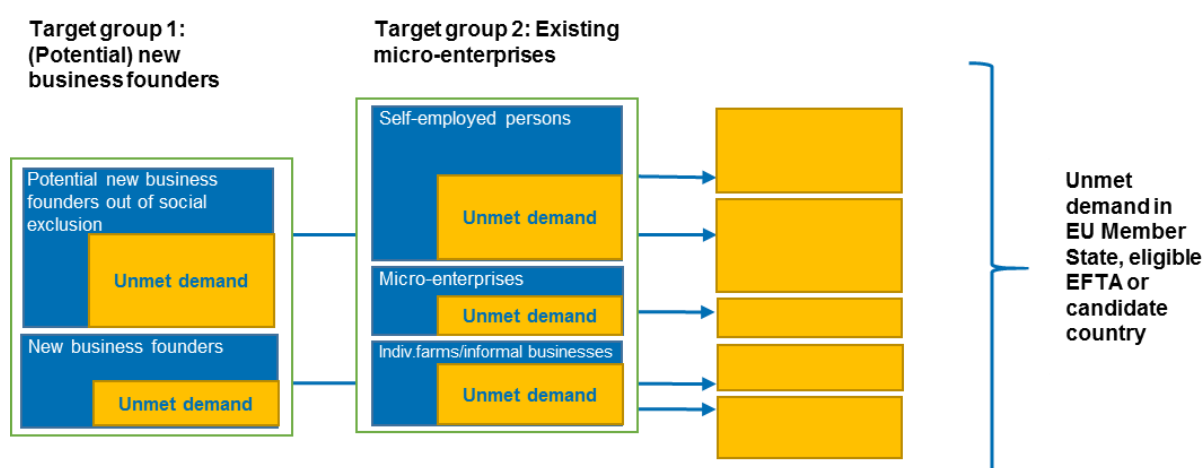 Target group 1:
(Potential) new
business founders
Target group 2: Existing
micro-enterprises
Potential new business
founders out of social
exclusion
Unmet demand
New business founders
Unmet demand
Self-employed persons
Unmet demand
Micro-enterprises
Unmet demand
Indiv.farms/informal businesses
Unmet demand
Unmet
demand in
EU Member
State, eligible
EFTA or
candidate
country